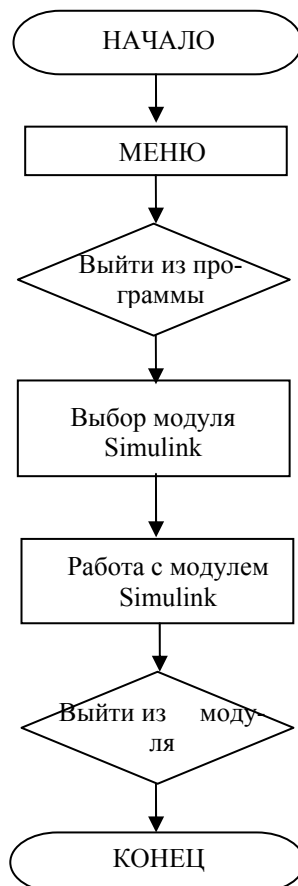 НАЧАЛО
МЕНЮ
Выйти из про-
граммы
Выбор модуля
Simulink
Работа с модулем
Simulink
Выйти из моду-
ля
КОНЕЦ